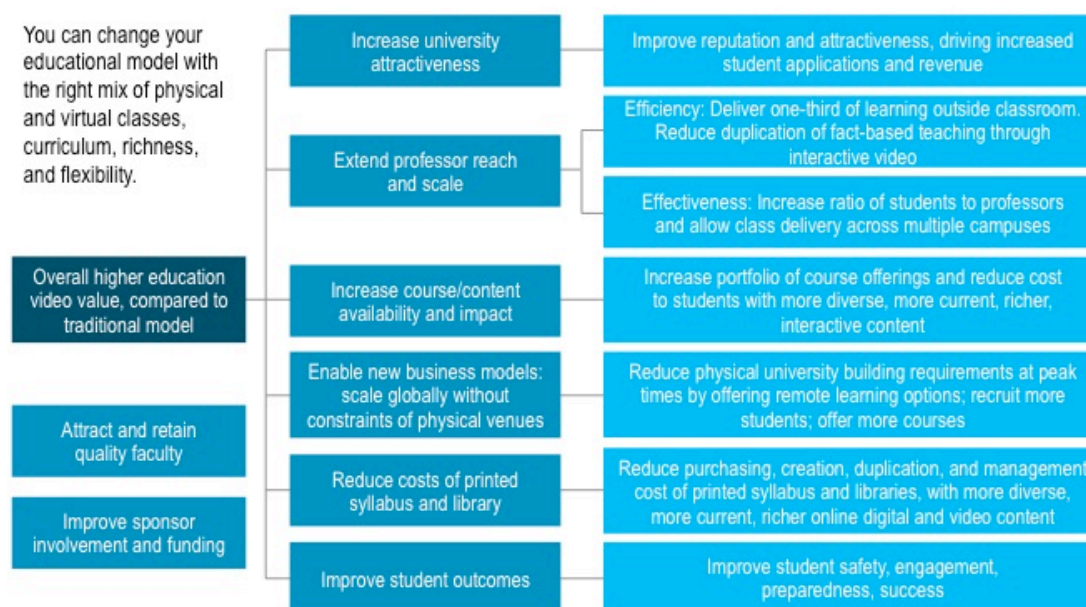 You can change your
educational model with
the right mix of physical
and virtual classes,
curriculum, richness,
and flexibility.
Overall higher education
video value, compared to
traditional model
Attract and retain
quality faculty
Improve sponsor
involvement and funding
Increase university
attractiveness
Improve reputation and attractiveness, driving increased
student applications and revenue
Extend professor reach
and scale
Efficiency: Deliver one-third of learning outside classroom.
Reduce duplication of fact-based teaching through
interactive video
Effectiveness: Increase ratio of students to professors
and allow class delivery across multiple campuses
Increase course/content
availability and impact
Increase portfolio of course offerings and reduce cost
to students with more diverse, more current, richer,
interactive content
Enable new business models:
scale globally without
constraints of physical venues
Reduce physical university building requirements at peak
times by offering remote learning options; recruit more
students; offer more courses
Reduce costs of printed
syllabus and library
Reduce purchasing, creation, duplication, and management
cost of printed syllabus and libraries, with more diverse,
more current, richer online digital and video content
Improve student outcomes
Improve student safety, engagement,
preparedness, success